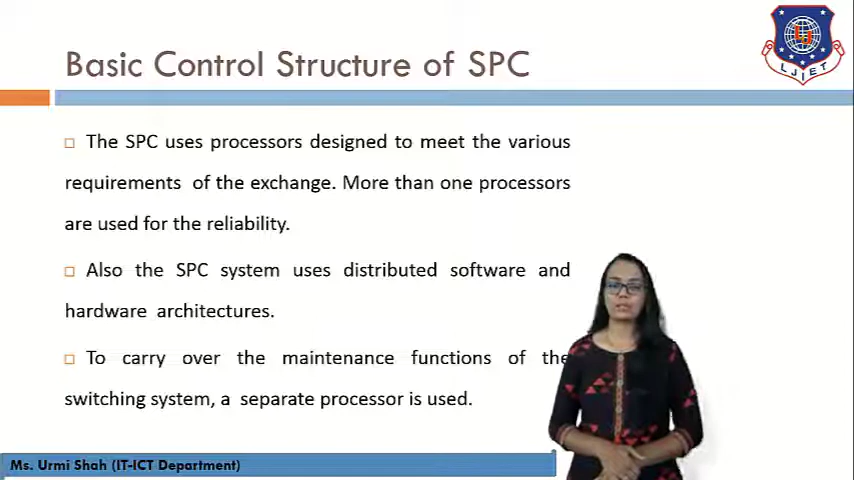 Basic Control Structure of SPC
LJIET
The SPC uses processors designed to meet the various
requirements of the exchange. More than one processors
are used for the reliability.
Also the SPC system uses distributed software and
hardware architectures.
To carry over the maintenance functions of the
switching system, a separate processor is used.
Ms. Urmi Shah (IT-ICT Department)